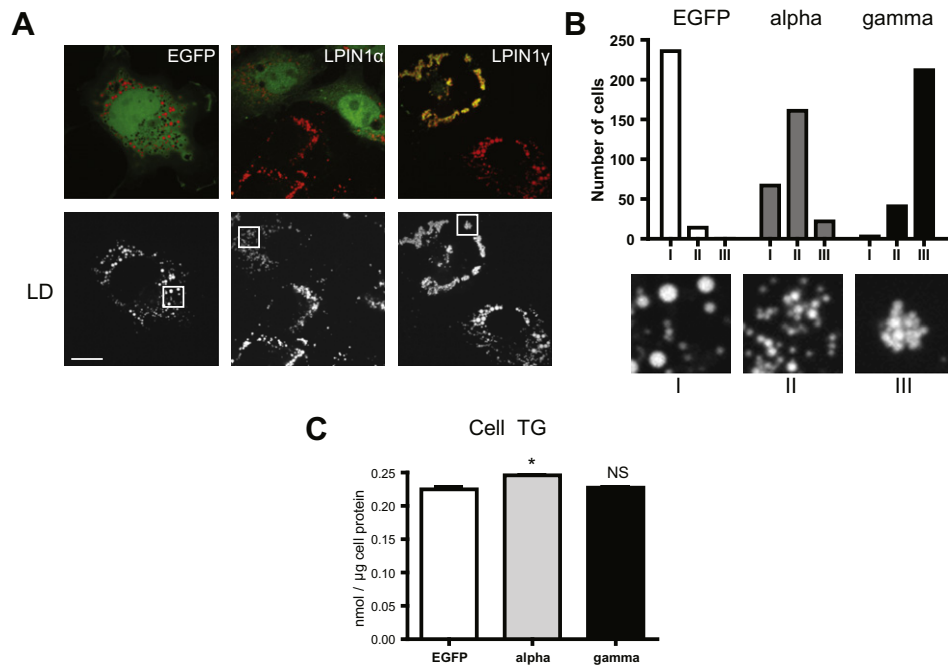 A
EGFP
LPIN1α
LPIN1γ
LD
B
EGFP alpha gamma
Number of cells
250
200
150
100
50
0
I II III I II III I II III
I II III
C
Cell TG
nmol / µg cell protein
0.25
0.20
0.15
0.10
0.05
0.00
*
NS
EGFP alpha gamma